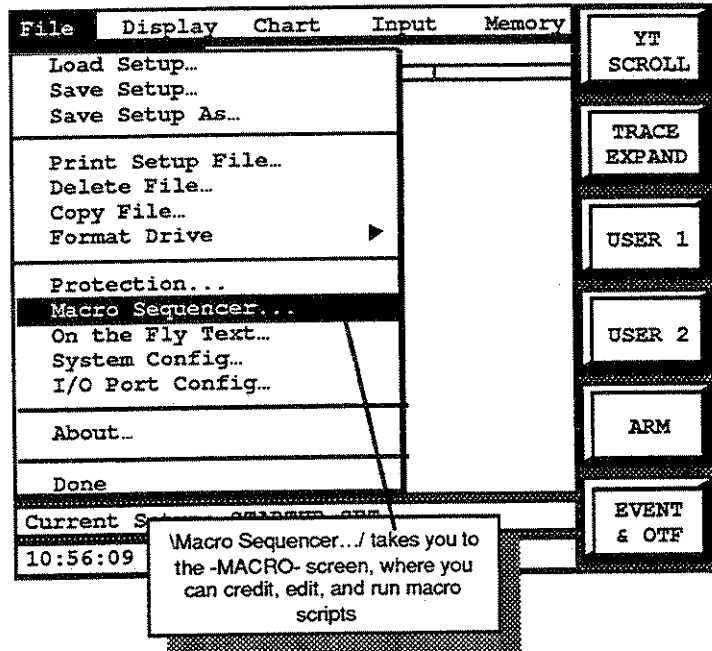 File Display Chart Input Memory
Load Setup…
Save Setup…
Save Setup As…
Print Setup File…
Delete File…
Copy File…
Format Drive ▶
Protection...
Macro Sequencer...
On the Fly Text…
System Config…
I/O Port Config…
About…
Done
Current
10:56:09
\Macro Sequencer.../ takes you to
the -MACRO- screen, where you
can credit, edit, and run macro
scripts
YT
SCROLL
TRACE
EXPAND
USER 1
USER 2
ARM
EVENT
& OTF